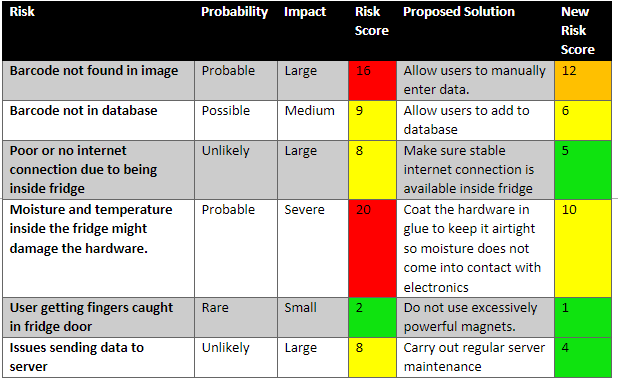 Risk Probability Impact Risk Score Proposed Solution New Risk Score
Barcode not found in image Probable Large 16 Allow users to manually enter data. 12
Barcode not in database Possible Medium 9 Allow users to add to database 6
Poor or no internet connection due to being inside fridge Unlikely Large 8 Make sure stable internet connection is available inside fridge 5
Moisture and temperature inside the fridge might damage the hardware. Probable Severe 20 Coat the hardware in glue to keep it airtight so moisture does not come into contact with electronics 10
User getting fingers caught in fridge door Rare Small 2 Do not use excessively powerful magnets. 1
Issues sending data to server Unlikely Large 8 Carry out regular server maintenance 4